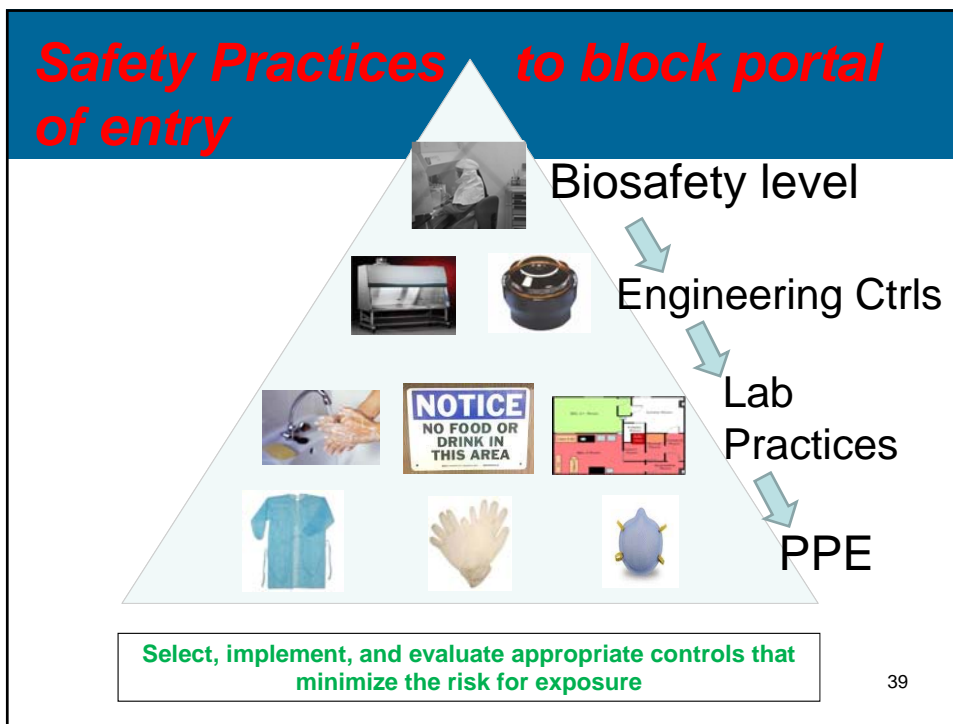 Safety Practices to block portal
of entry
Biosafety level
Engineering Ctrls
NOTICE
NO FOOD OR
DRINK IN
THIS AREA
Lab
Practices
PPE
Select, implement, and evaluate appropriate controls that
minimize the risk for exposure
39